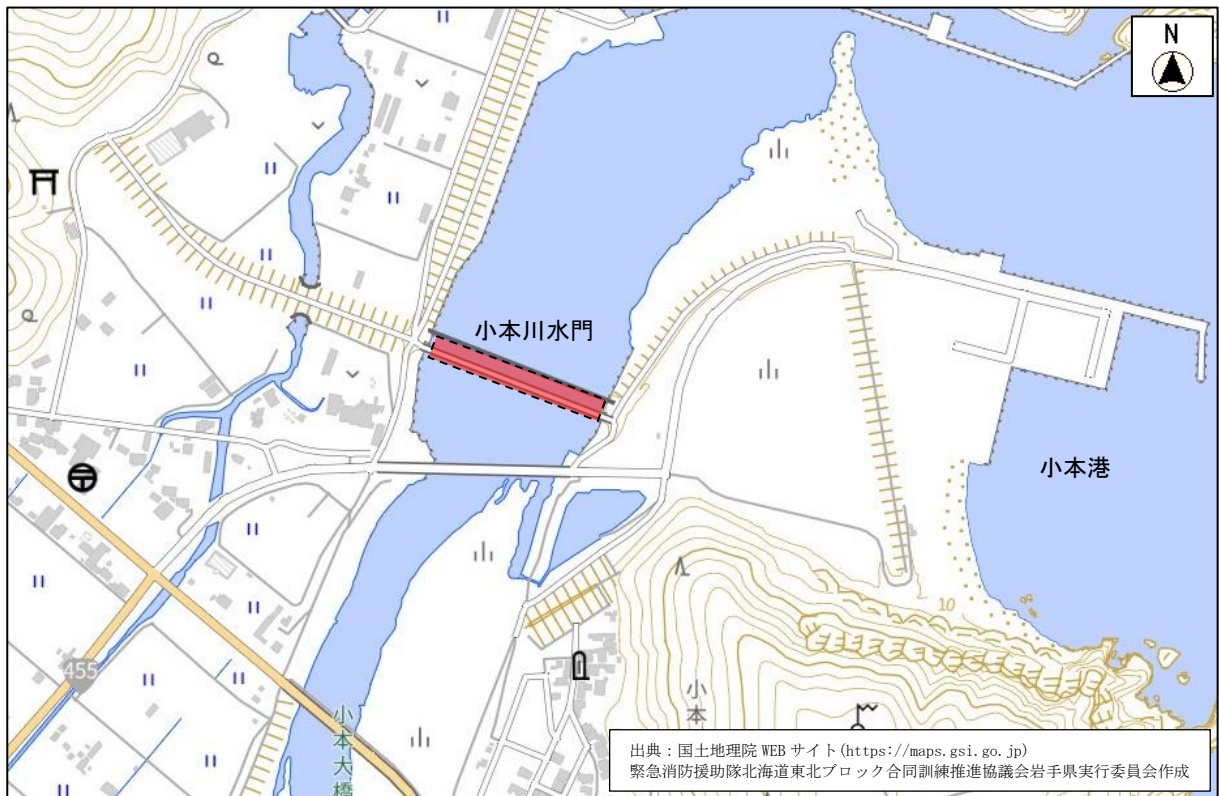 N
小本川水門
小本港
10
455
小本大橋
小本
出典：国土地理院 WEB サイト(https://maps.gsi.go.jp)
緊急消防援助隊北海道東北ブロック合同訓練推進協議会岩手県実行委員会作成